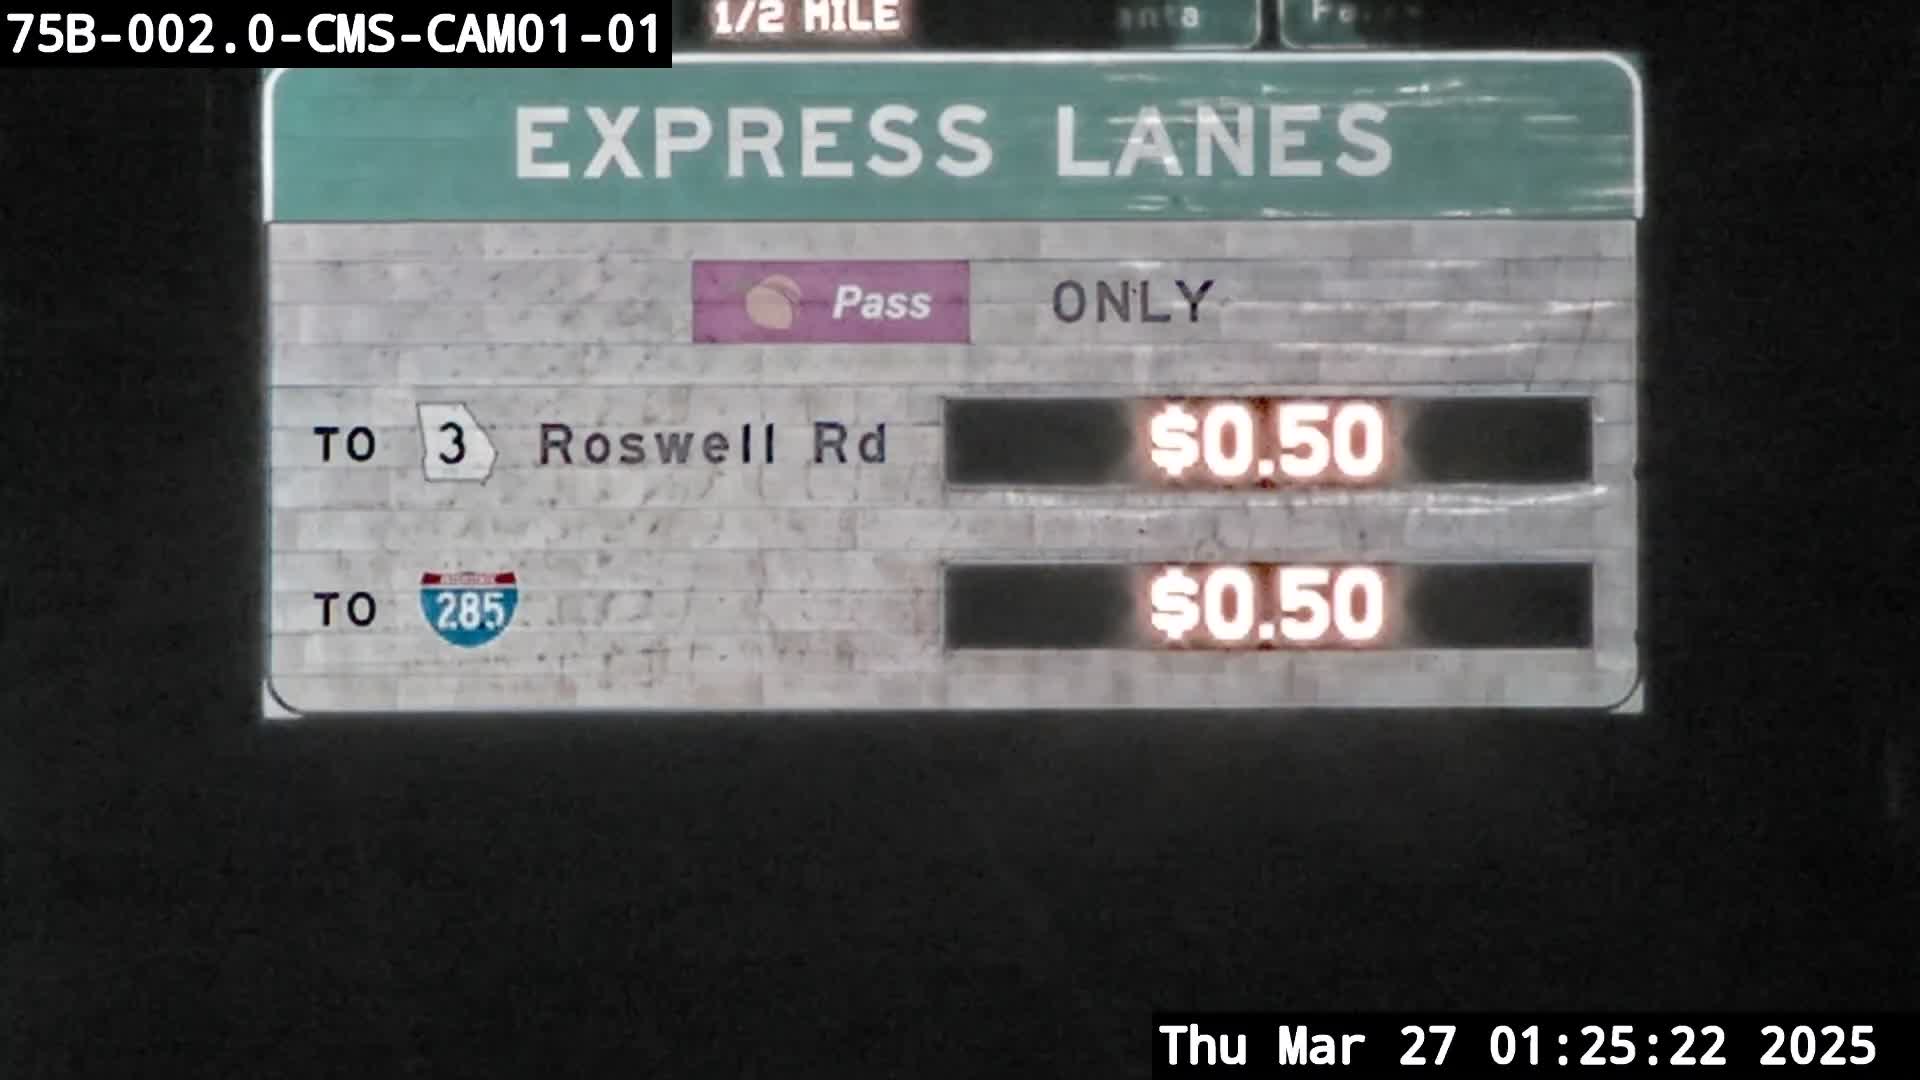 75B-002.0-CMS-CAM01-01
1/2 MILE
EXPRESS LANES
Pass ONLY
TO 3 Roswell Rd $0.50
TO 285 $0.50
Thu Mar 27 01:25:22 2025